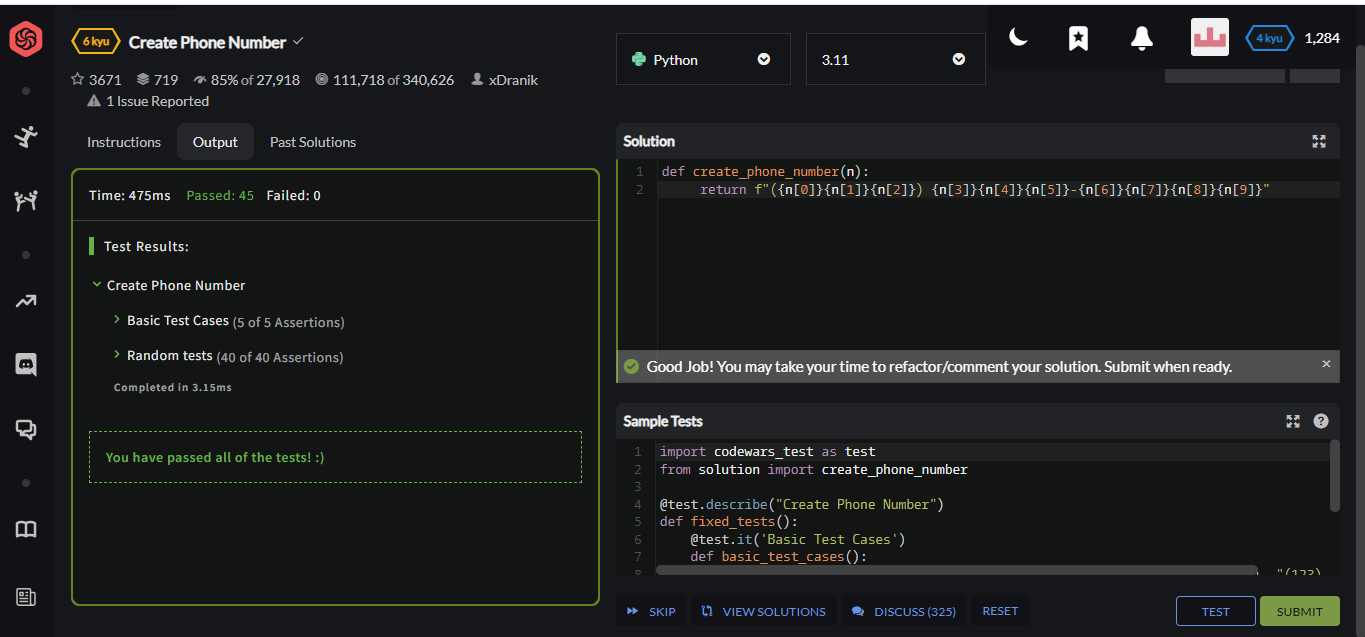 6 kyu Create Phone Number
3671 719 85% of 27,918 111,718 of 340,626 xDranik
1 Issue Reported
Python
3.11
4 kyu 1,284
Instructions Output Past Solutions
Time: 475ms Passed: 45 Failed: 0
Test Results:
Create Phone Number
Basic Test Cases (5 of 5 Assertions)
Random tests (40 of 40 Assertions)
Completed in 3.15ms
You have passed all of the tests! :)
Solution
1 def create_phone_number(n):
2 return f"({n[0]}{n[1]}{n[2]}) {n[3]}{n[4]}{n[5]}-{n[6]}{n[7]}{n[8]}{n[9]}"
Good Job! You may take your time to refactor/comment your solution. Submit when ready. ×
Sample Tests ?
1 import codewars_test as test
2 from solution import create_phone_number
3
4 @test.describe("Create Phone Number")
5 def fixed_tests():
6 @test.it('Basic Test Cases')
7 def basic_test_cases():
8 "(123)
SKIP VIEW SOLUTIONS DISCUSS (325) RESET TEST SUBMIT